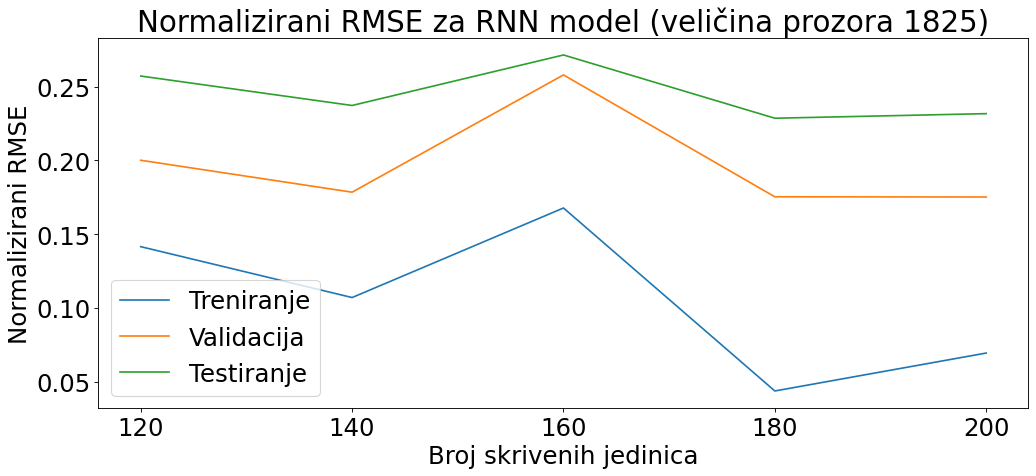 Normalizirani RMSE za RNN model (veličina prozora 1825)
Normalizirani RMSE
0.25
0.20
0.15
0.10
0.05
Treniranje
Validacija
Testiranje
120 140 160 180 200
Broj skrivenih jedinica